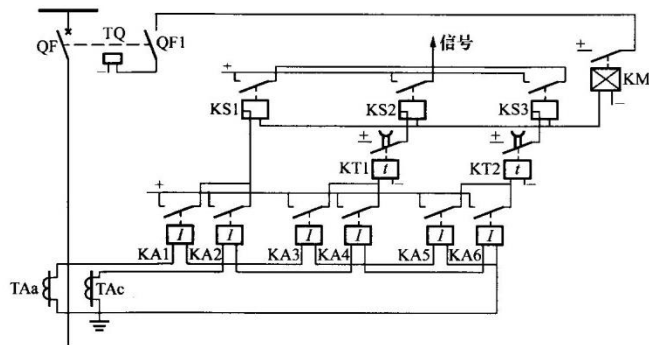 TQ
QF
QF1
信号
+
KM
−
−
+
KS1
KS2
KS3
+
+
KT1
t
−
KT2
t
−
+
KA1
I
KA2
I
KA3
I
KA4
I
KA5
I
KA6
I
TAa
TAc